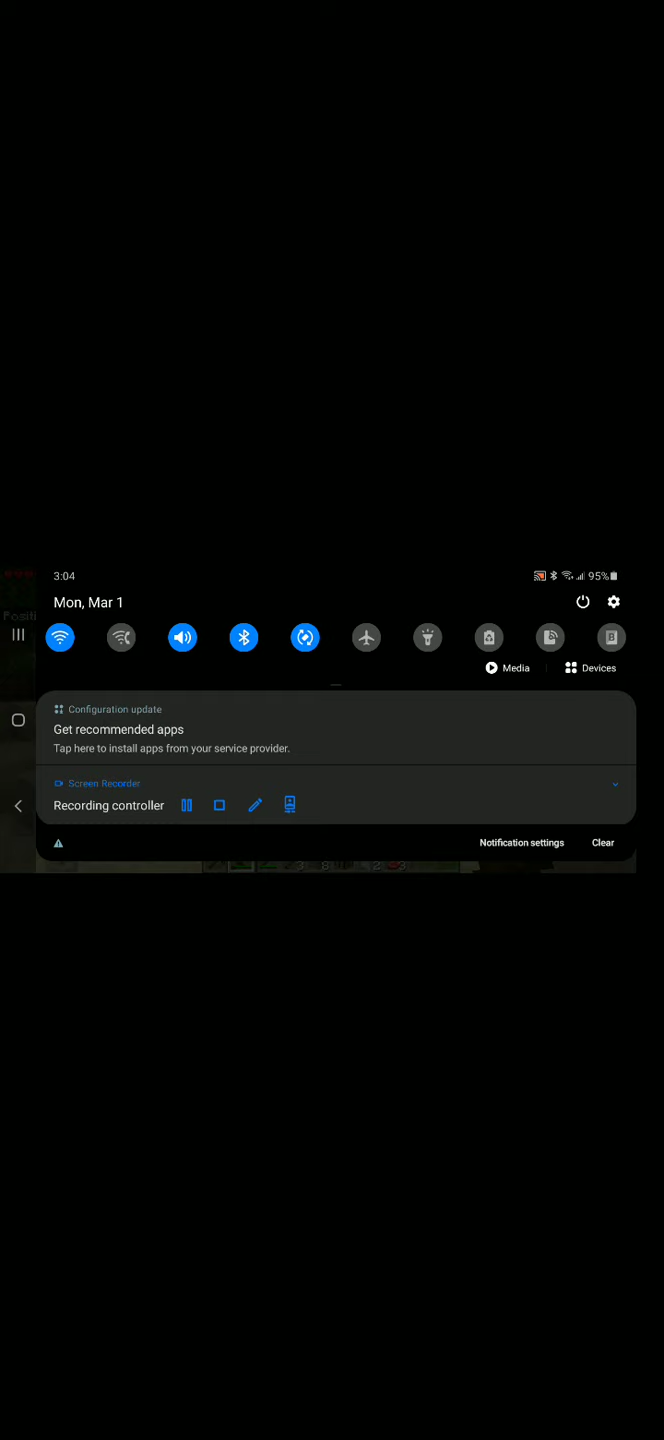 3:04
95%
Mon, Mar 1
Media
Devices
Configuration update
Get recommended apps
Tap here to install apps from your service provider.
Screen Recorder
Recording controller
Notification settings
Clear
Positi